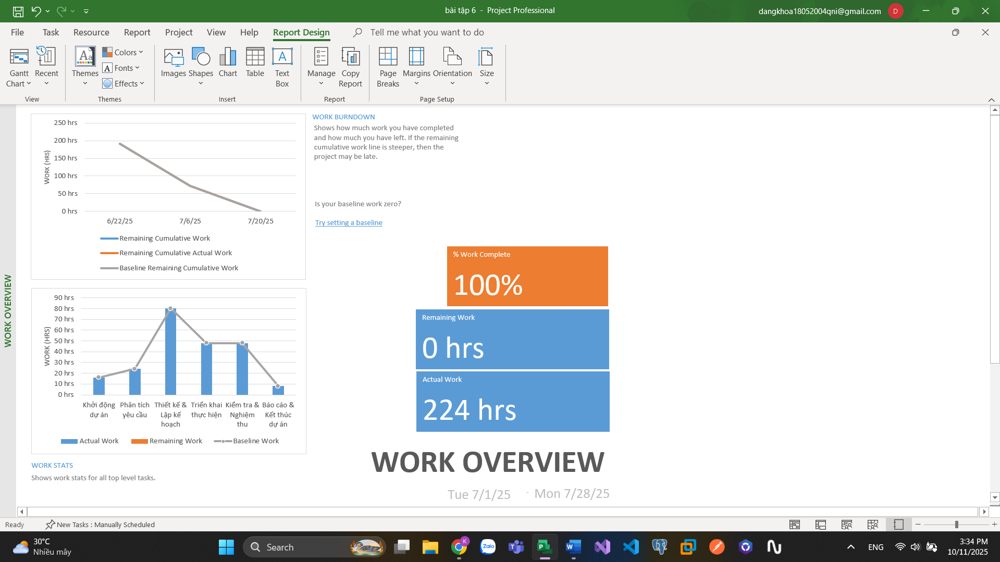 bài tập 6 - Project Professional
dangkhoa18052004qni@gmail.com
D
File Task Resource Report Project View Help Report Design Tell me what you want to do
Gantt Chart
Recent
View
Themes
Colors
Fonts
Effects
Themes
Images
Shapes
Chart
Table
Text Box
Insert
Manage
Copy Report
Report
Page Breaks
Margins
Orientation
Size
Page Setup
WORK OVERVIEW
WORK (HRS)
250 hrs
200 hrs
150 hrs
100 hrs
50 hrs
0 hrs
6/22/25 7/6/25 7/20/25
Remaining Cumulative Work
Remaining Cumulative Actual Work
Baseline Remaining Cumulative Work
WORK BURNDOWN
Shows how much work you have completed
and how much you have left. If the remaining
cumulative work line is steeper, then the
project may be late.
Is your baseline work zero?
Try setting a baseline
% Work Complete
100%
Remaining Work
0 hrs
Actual Work
224 hrs
WORK (HRS)
90 hrs
80 hrs
70 hrs
60 hrs
50 hrs
40 hrs
30 hrs
20 hrs
10 hrs
0 hrs
Khởi động dự án
Phân tích yêu cầu
Thiết kế & Lập kế hoạch
Triển khai thực hiện
Kiểm tra & Nghiệm thu
Báo cáo & Kết thúc dự án
Actual Work Remaining Work Baseline Work
WORK STATS
Shows work stats for all top level tasks.
WORK OVERVIEW
Tue 7/1/25 - Mon 7/28/25
Ready New Tasks : Manually Scheduled
30°C
Nhiều mây
Search
K
Zalo
ENG
3:34 PM
10/11/2025